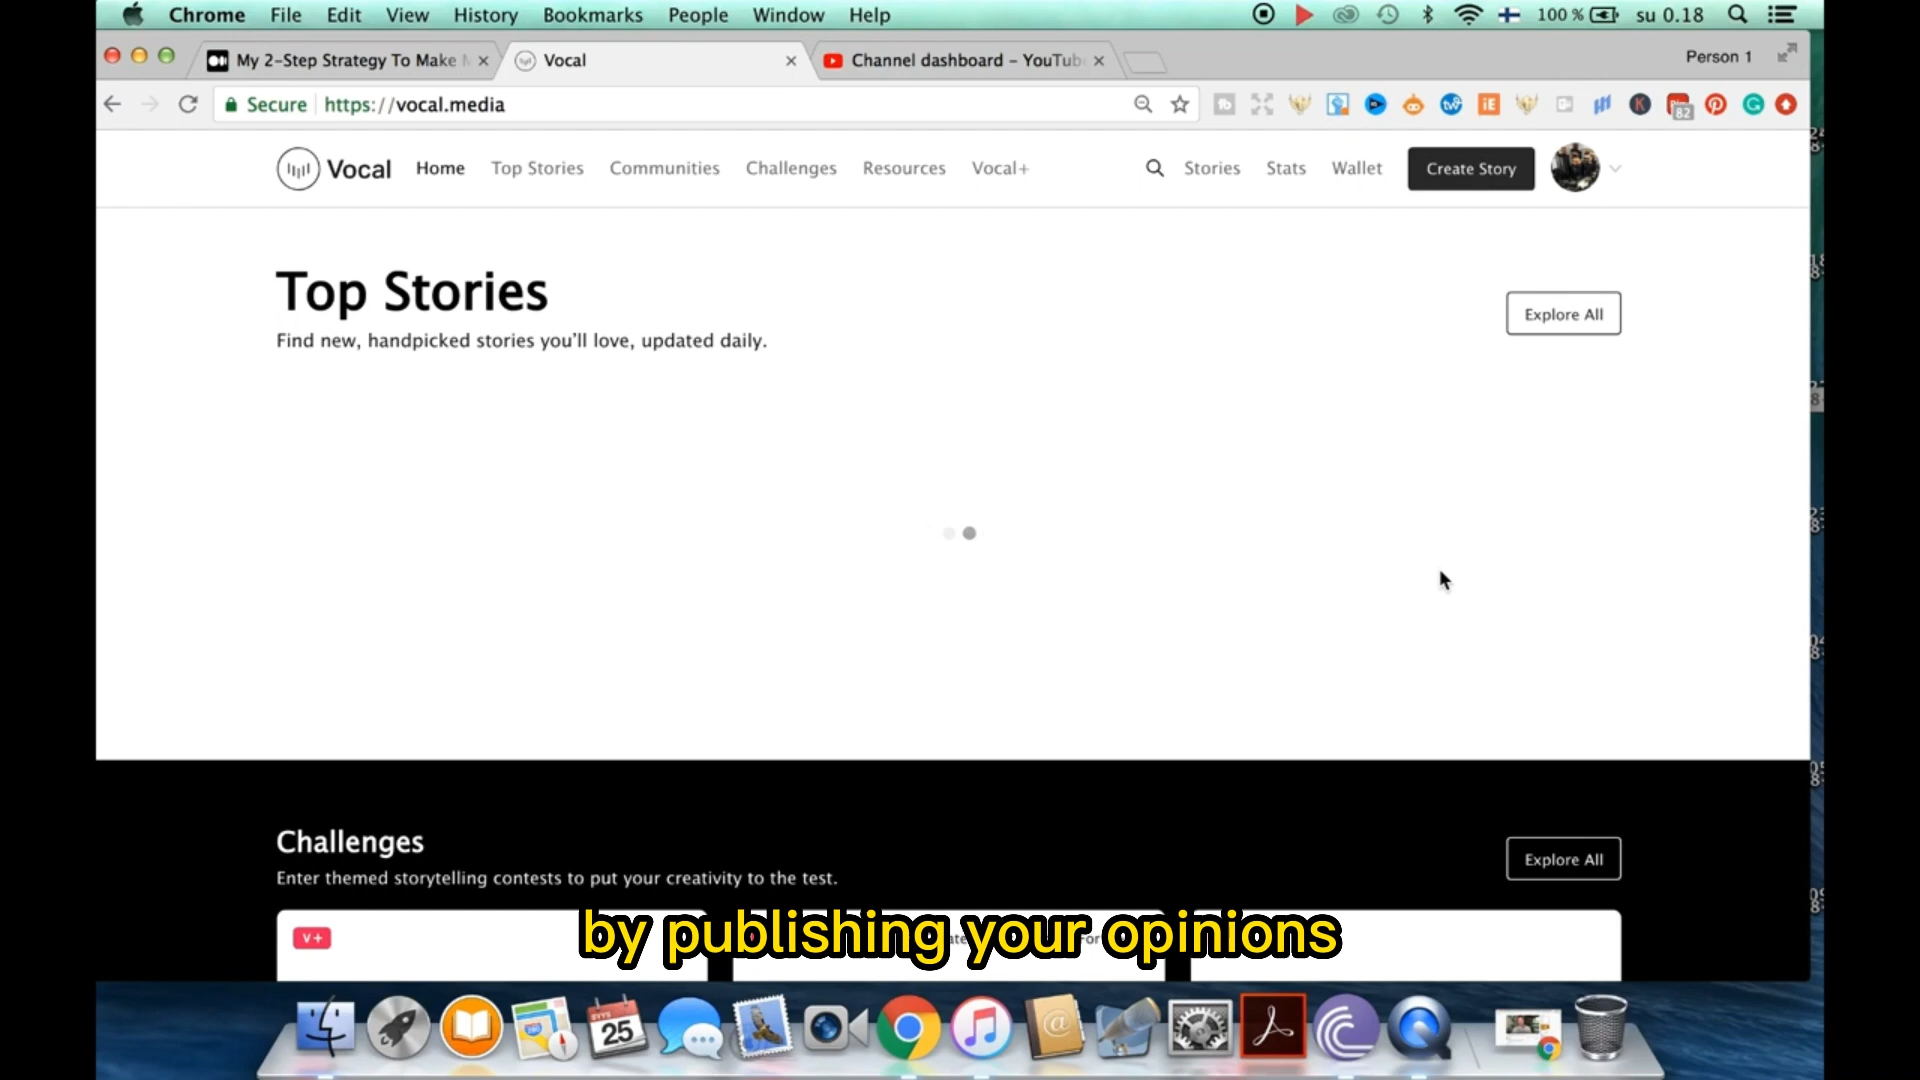 Chrome File Edit View History Bookmarks People Window Help 100 % su 0.18
My 2-Step Strategy To Make Vocal Channel dashboard – YouTub Person 1
Secure https://vocal.media 82
Vocal Home Top Stories Communities Challenges Resources Vocal+ Stories Stats Wallet Create Story
Top Stories
Explore All
Find new, handpicked stories you'll love, updated daily.
Challenges
Explore All
Enter themed storytelling contests to put your creativity to the test.
V+
by publishing your opinions
SYYS
25